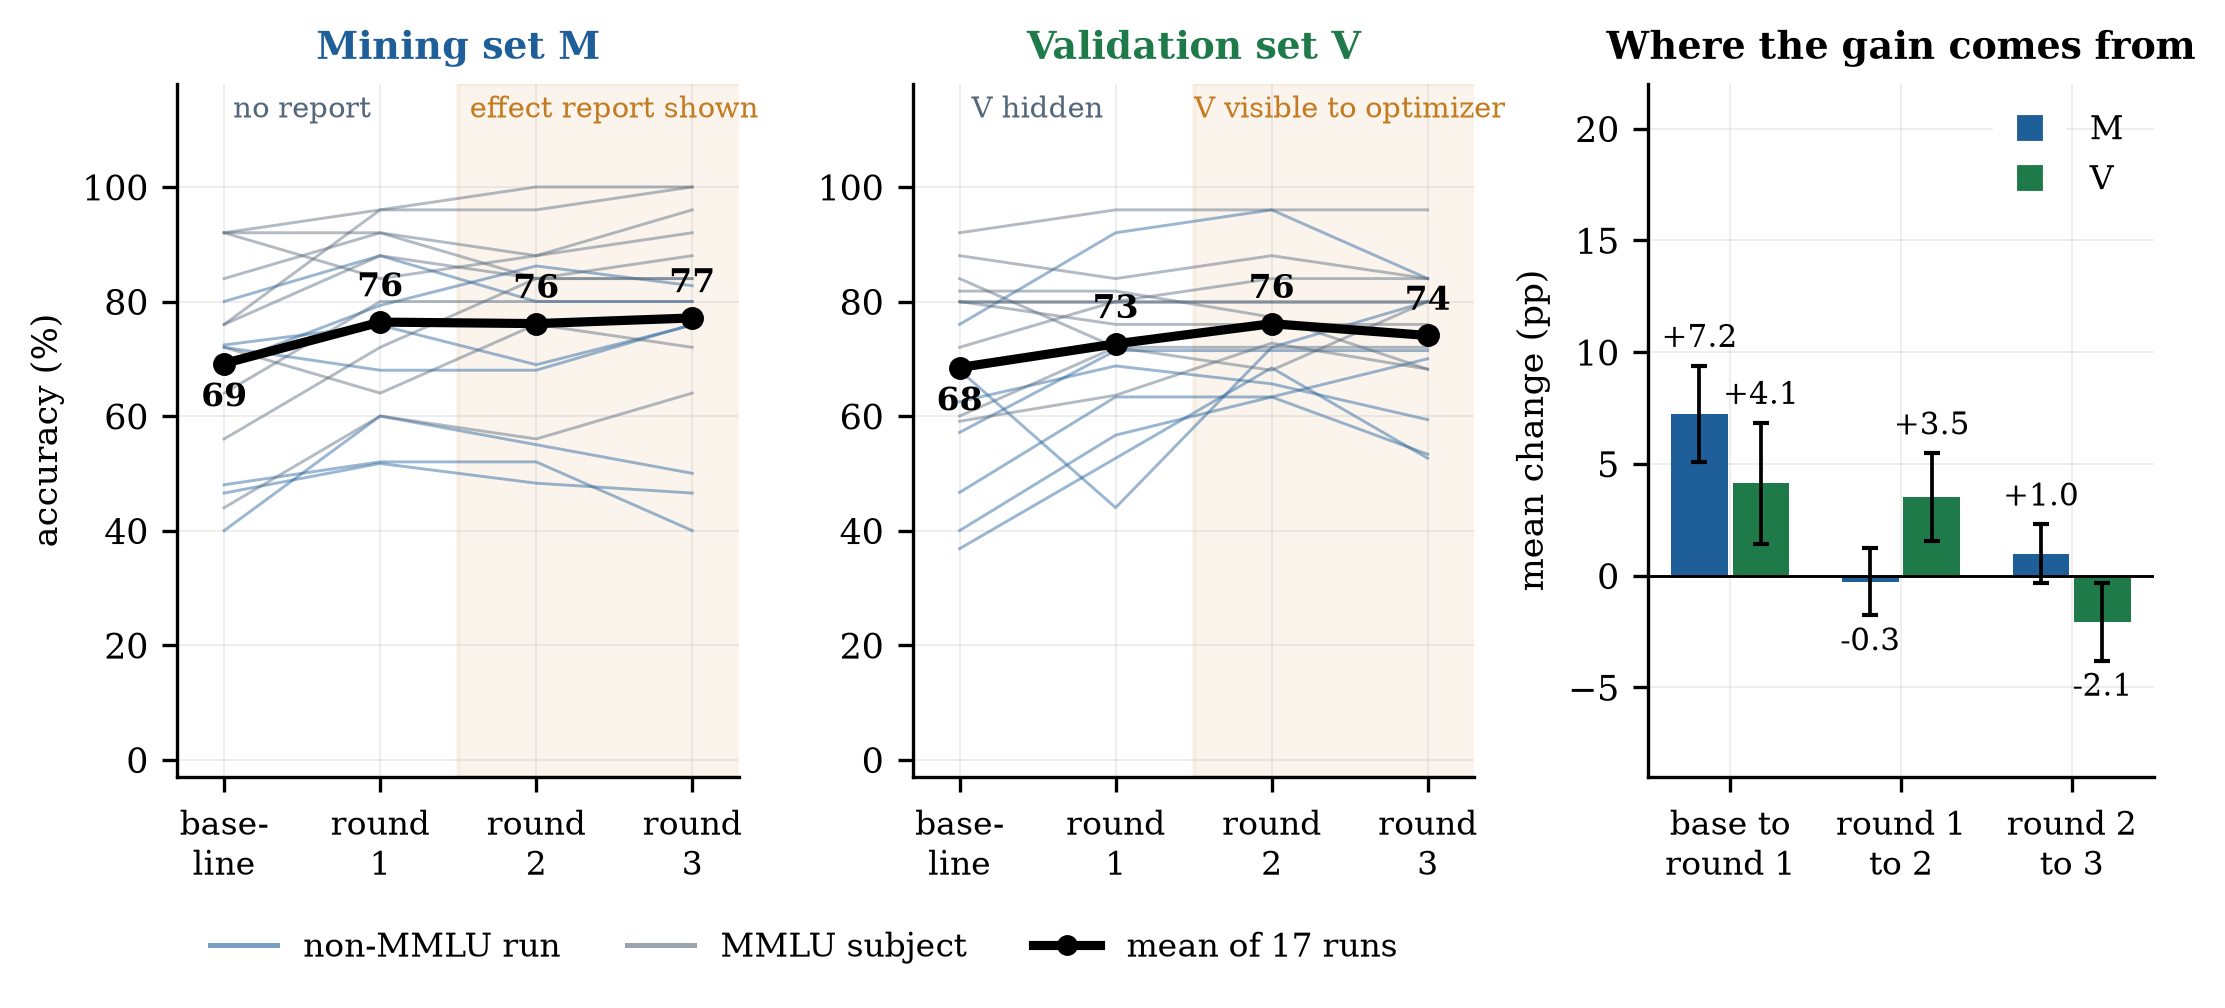 Mining set M
no report
effect report shown
accuracy (%)
100
80
60
40
20
0
69
76
76
77
base-
line
round
1
round
2
round
3
Validation set V
V hidden
V visible to optimizer
100
80
60
40
20
0
68
73
76
74
base-
line
round
1
round
2
round
3
Where the gain comes from
M
V
mean change (pp)
20
15
10
5
0
−5
+7.2
+4.1
-0.3
+3.5
+1.0
-2.1
base to
round 1
round 1
to 2
round 2
to 3
non-MMLU run
MMLU subject
mean of 17 runs